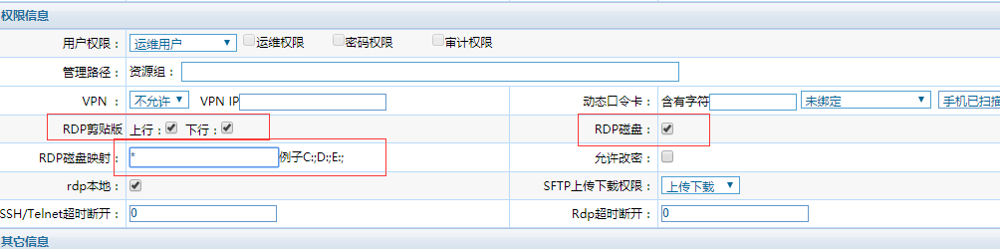 权限信息
用户权限： 运维用户 运维权限 密码权限 审计权限
管理路径： 资源组：
VPN ： 不允许 VPN IP 动态口令卡： 含有字符 未绑定 手机已扫描
RDP剪贴版 上行： 下行： RDP磁盘：
RDP磁盘映射： * 例子C:;D:;E:; 允许改密：
rdp本地： SFTP上传下载权限： 上传下载
SSH/Telnet超时断开： 0 Rdp超时断开： 0
其它信息